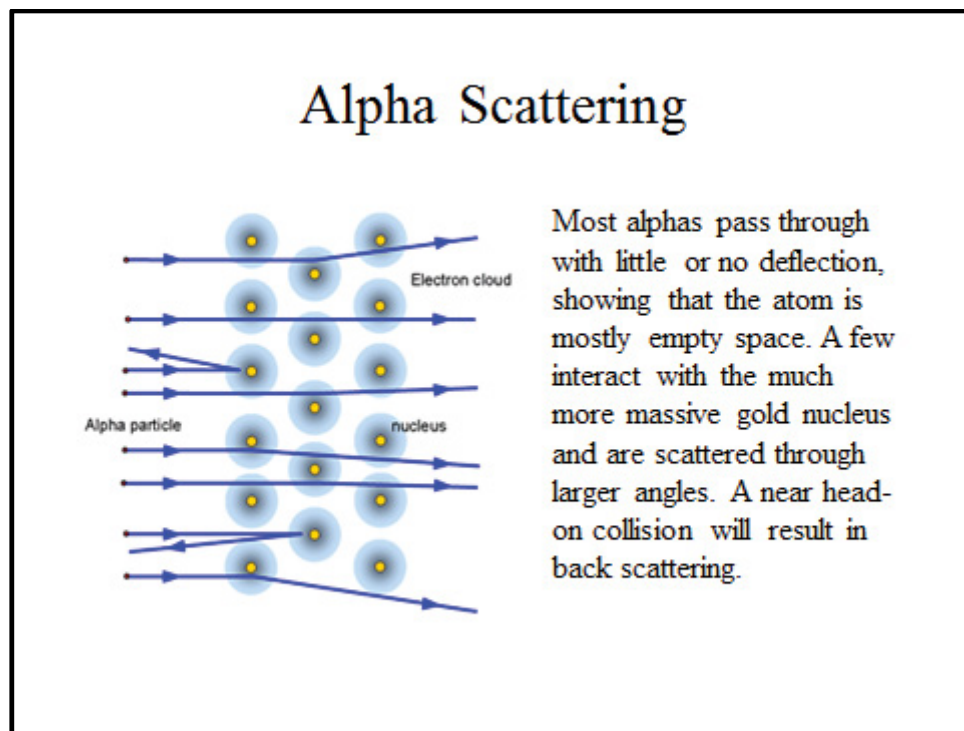 Alpha Scattering
Most alphas pass through
with little or no deflection,
showing that the atom is
mostly empty space. A few
interact with the much
more massive gold nucleus
and are scattered through
larger angles. A near head-
on collision will result in
back scattering.
Electron cloud
Alpha particle
nucleus